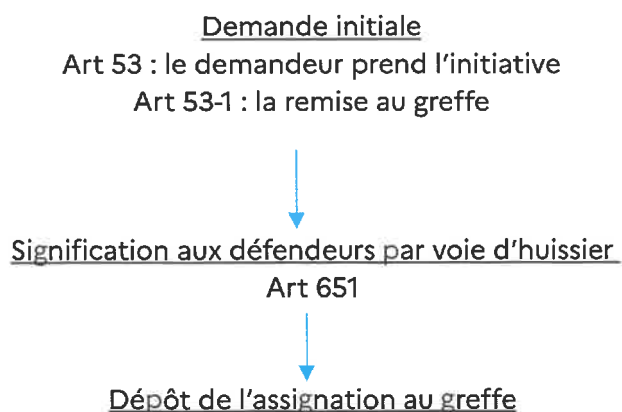 Demande initiale
Art 53 : le demandeur prend l'initiative
Art 53-1 : la remise au greffe
Signification aux défendeurs par voie d'huissier
Art 651
Dépôt de l'assignation au greffe